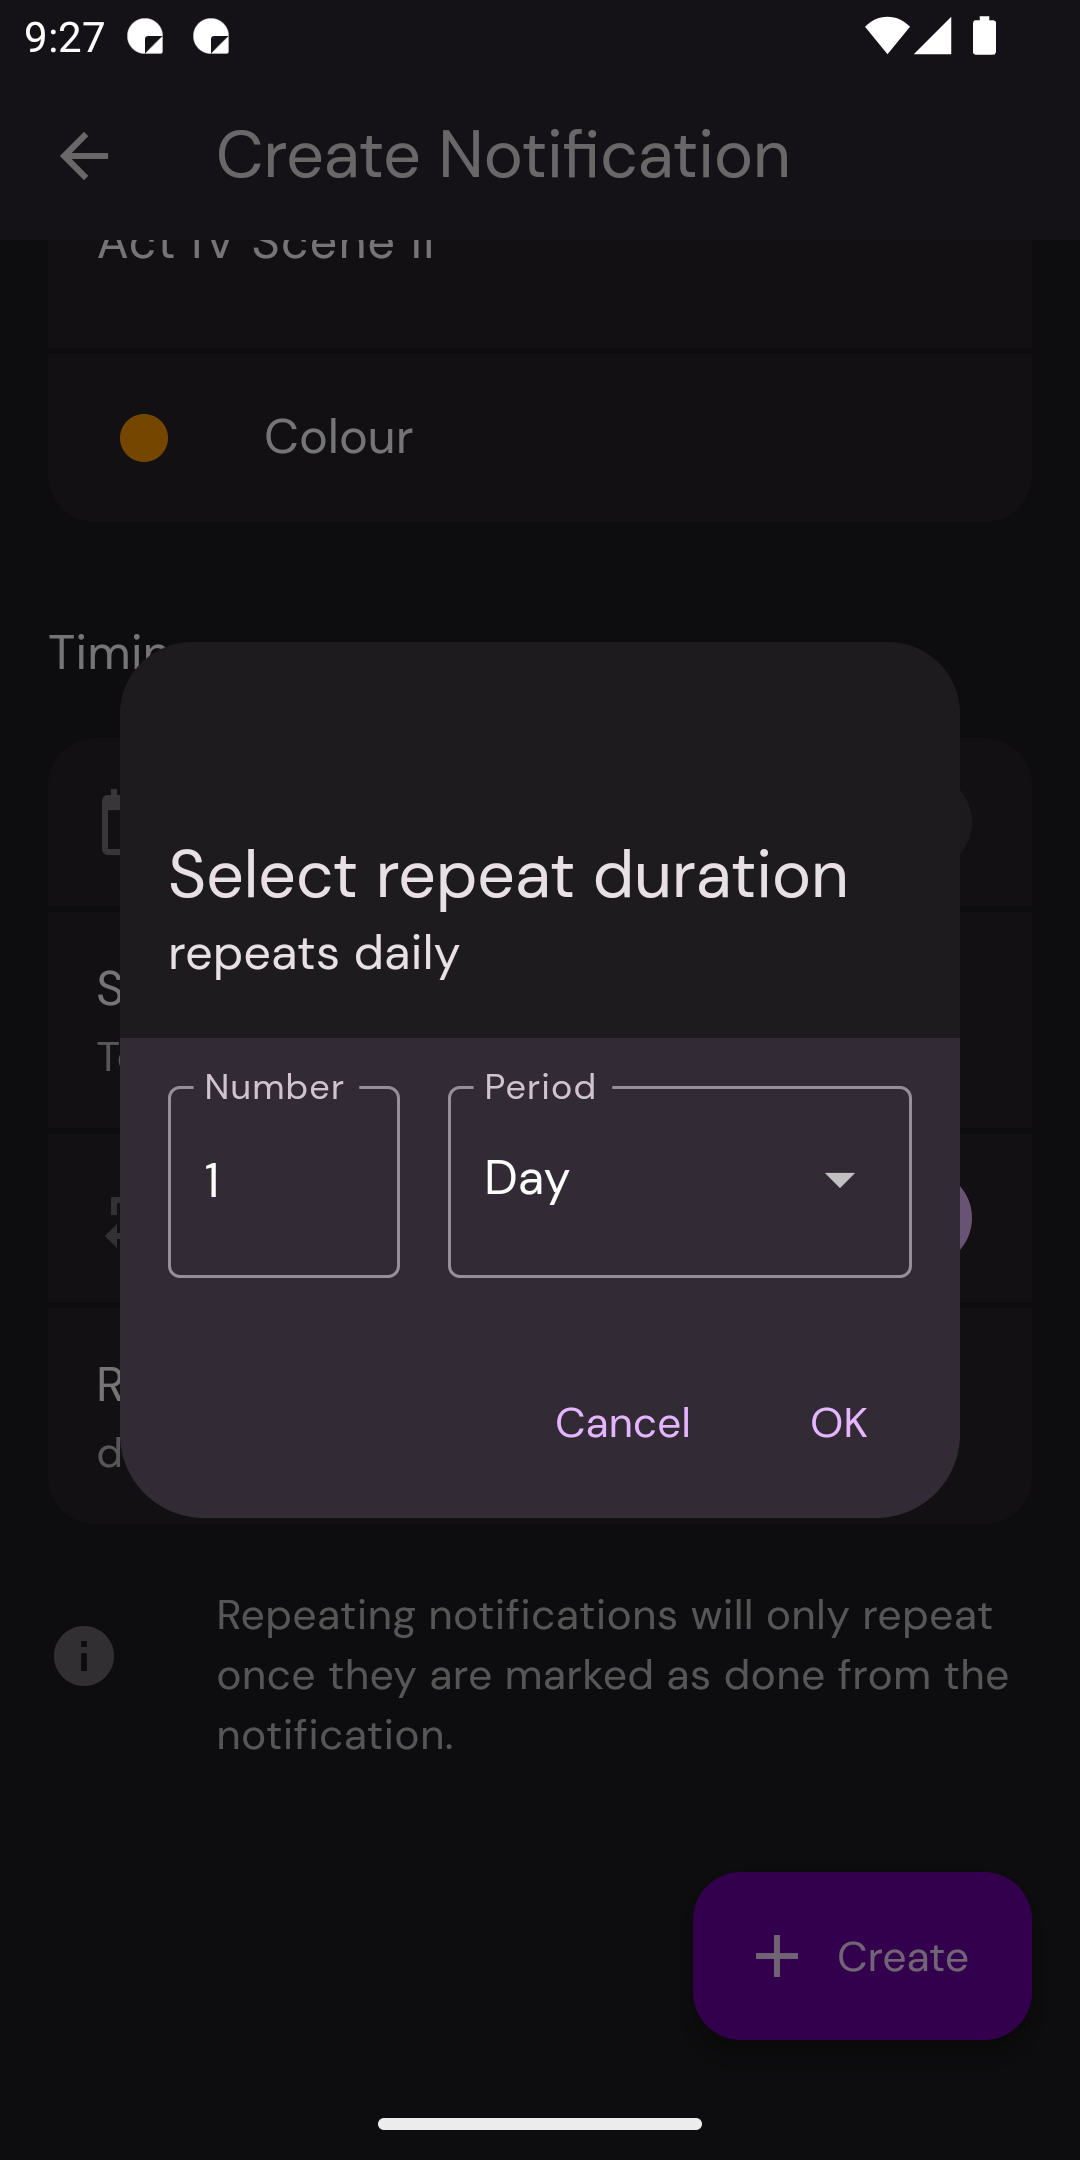 9:27
Create Notification
Act IV Scene II
Colour
Select repeat duration
repeats daily
Number
Period
1
Day
Cancel
OK
Repeating notifications will only repeat
once they are marked as done from the
notification.
Create